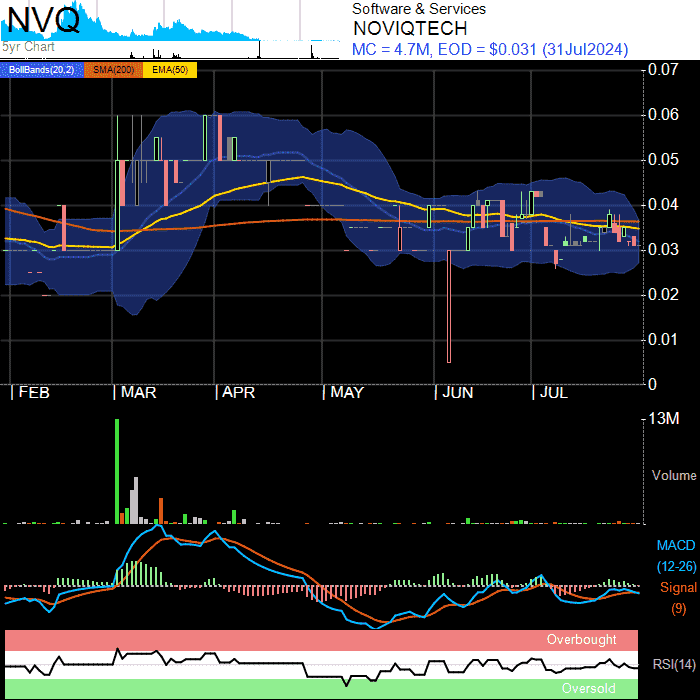 NVQ
5yr Chart
Software & Services
NOVIQTECH
MC = 4.7M, EOD = $0.031 (31Jul2024)
BollBands(20,2) SMA(200) EMA(50)
0.07
0.06
0.05
0.04
0.03
0.02
0.01
0
| FEB | MAR | APR | MAY | JUN | JUL
13M
Volume
MACD
(12-26)
Signal
(9)
Overbought
RSI(14)
Oversold